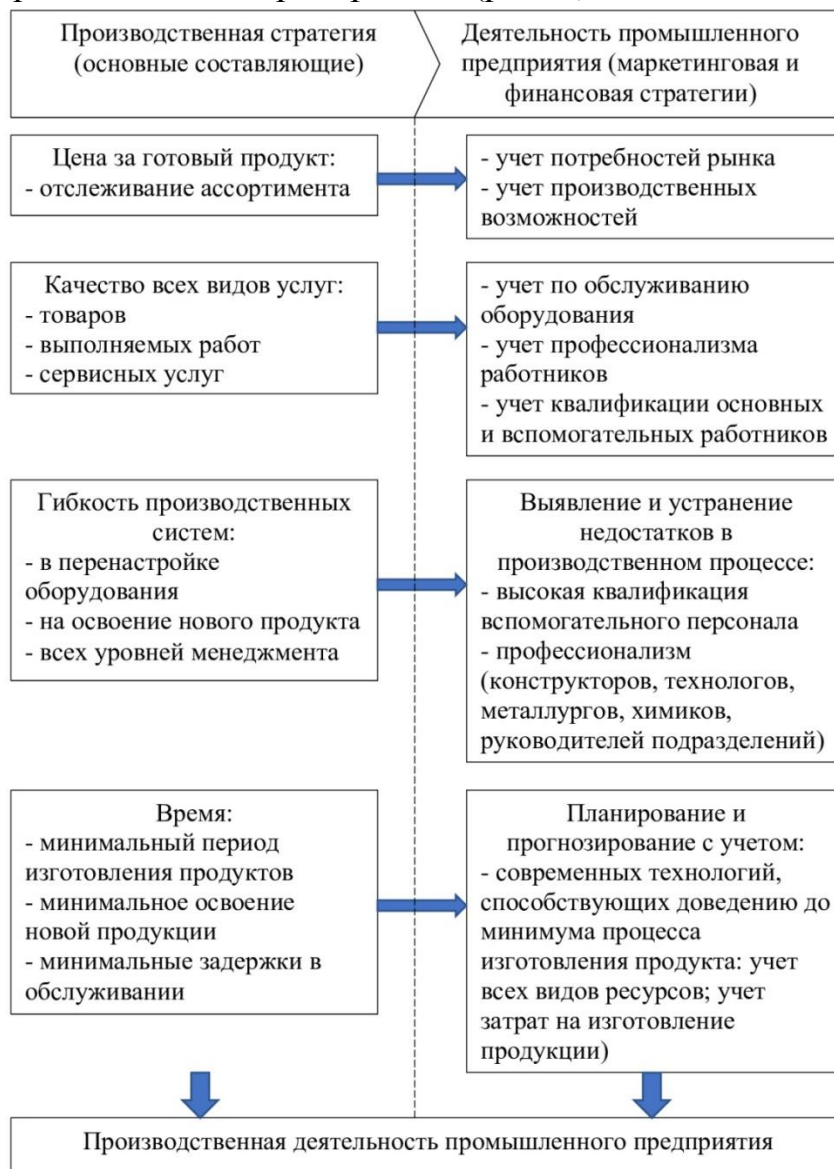 Производственная стратегия
(основные составляющие)
Деятельность промышленного
предприятия (маркетинговая и
финансовая стратегии)
Цена за готовый продукт:
- отслеживание ассортимента
- учет потребностей рынка
- учет производственных
возможностей
Качество всех видов услуг:
- товаров
- выполняемых работ
- сервисных услуг
- учет по обслуживанию
оборудования
- учет профессионализма
работников
- учет квалификации основных
и вспомогательных работников
Гибкость производственных
систем:
- в перенастройке
оборудования
- на освоение нового продукта
- всех уровней менеджмента
Выявление и устранение
недостатков в
производственном процессе:
- высокая квалификация
вспомогательного персонала
- профессионализм
(конструкторов, технологов,
металлургов, химиков,
руководителей подразделений)
Время:
- минимальный период
изготовления продуктов
- минимальное освоение
новой продукции
- минимальные задержки в
обслуживании
Планирование и
прогнозирование с учетом:
- современных технологий,
способствующих доведению до
минимума процесса
изготовления продукта: учет
всех видов ресурсов; учет
затрат на изготовление
продукции)
Производственная деятельность промышленного предприятия